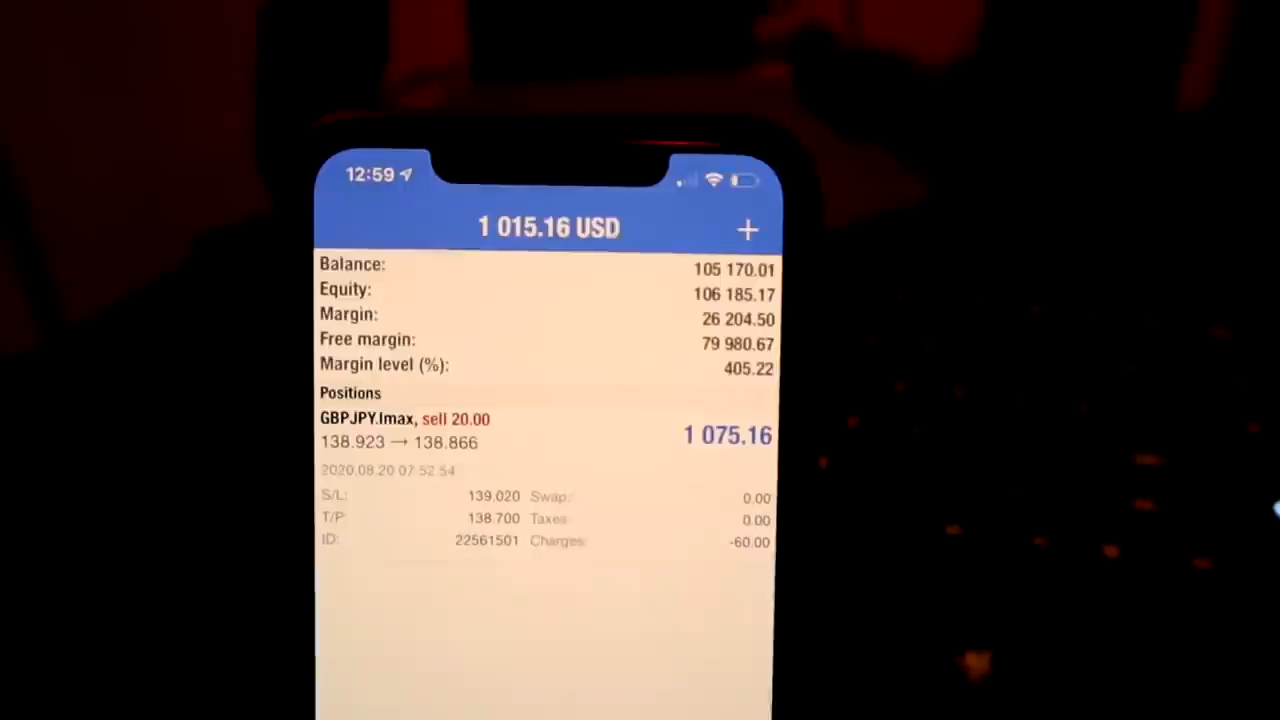 12:59
1 015.16 USD +
Balance: 105 170.01
Equity: 106 185.17
Margin: 26 204.50
Free margin: 79 980.67
Margin level (%): 405.22
Positions
GBPJPY.lmax, sell 20.00
138.923 → 138.866 1 075.16
2020.08.20 07:52:54
S/L: 139.020 Swap: 0.00
T/P: 138.700 Taxes: 0.00
ID: 22561501 Charges: -60.00